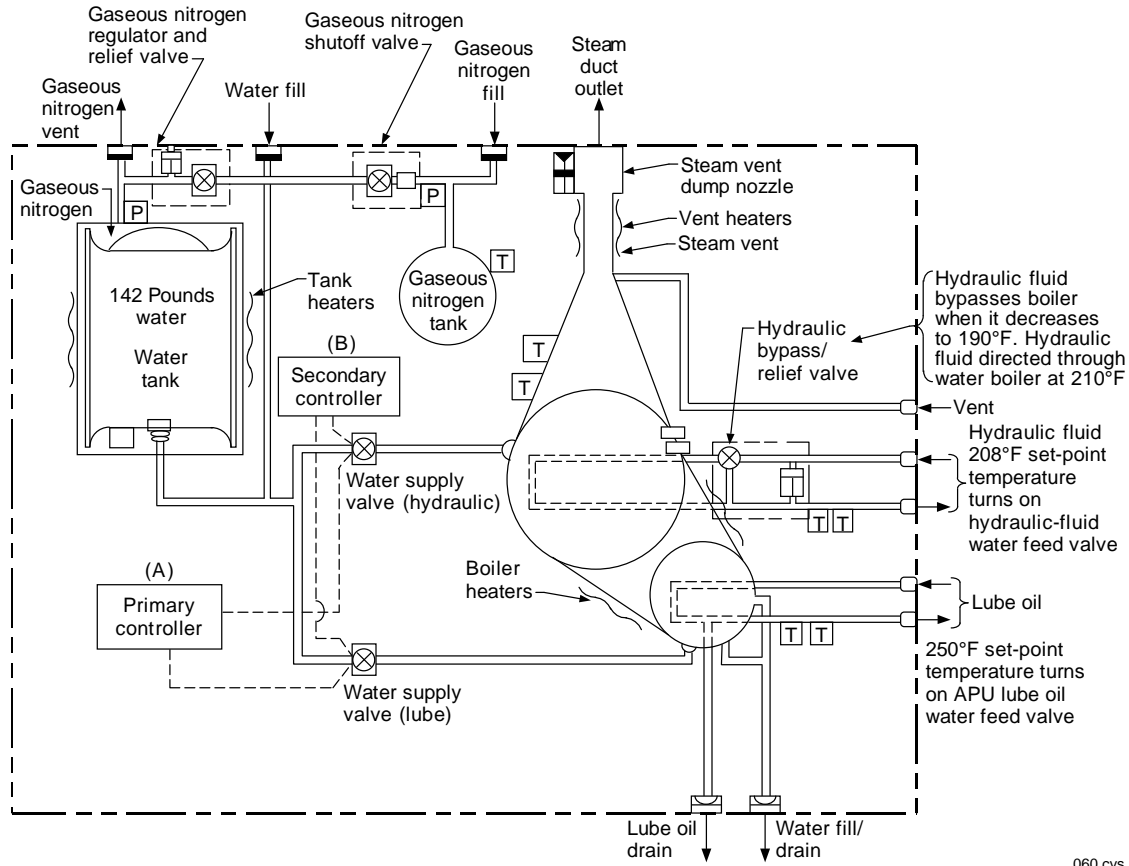 Gaseous nitrogen
regulator and
relief valve
Gaseous nitrogen
shutoff valve
Gaseous
nitrogen
fill
Steam
duct
outlet
Gaseous
nitrogen
vent
Water fill
Gaseous
nitrogen
P
P
Steam vent
dump nozzle
Vent heaters
Steam vent
T
Gaseous
nitrogen
tank
Tank
heaters
142 Pounds
water
Water
tank
Hydraulic fluid
bypasses boiler
when it decreases
to 190°F. Hydraulic
fluid directed through
water boiler at 210°F
Hydraulic
bypass/
relief valve
T
T
(B)
Secondary
controller
Vent
Hydraulic fluid
208°F set-point
temperature
turns on
hydraulic-fluid
water feed valve
Water supply
valve (hydraulic)
T T
Boiler
heaters
(A)
Primary
controller
Lube oil
T T
250°F set-point
temperature turns
on APU lube oil
water feed valve
Water supply
valve (lube)
Lube oil
drain
Water fill/
drain
060.cvs